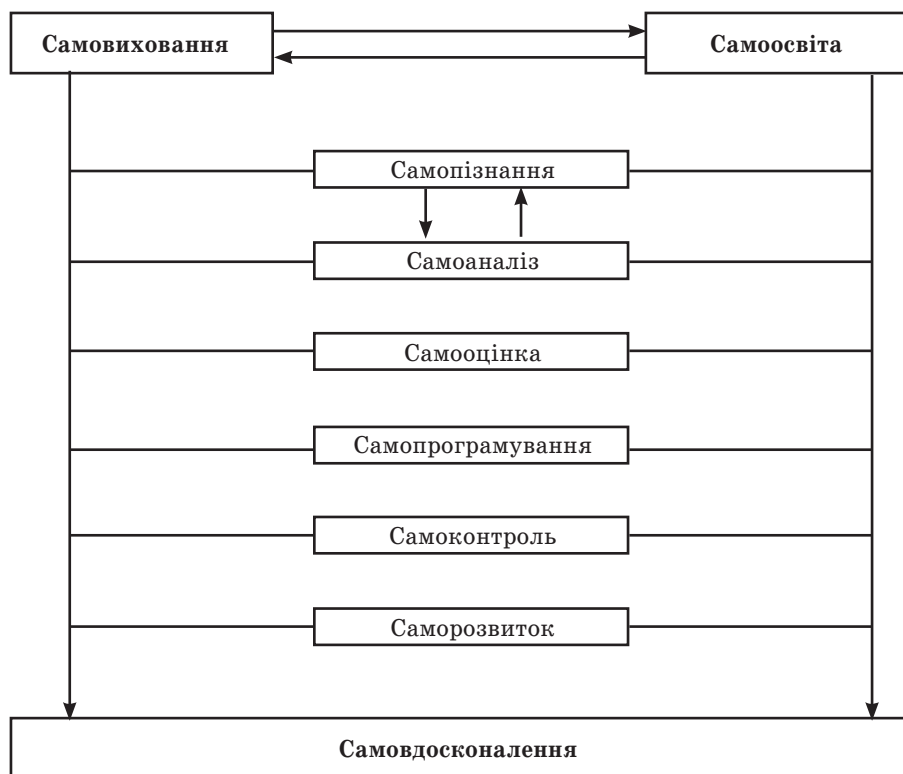 Самовиховання
Самоосвіта
Самопізнання
Самоаналіз
Самооцінка
Самопрограмування
Самоконтроль
Саморозвиток
Самовдосконалення